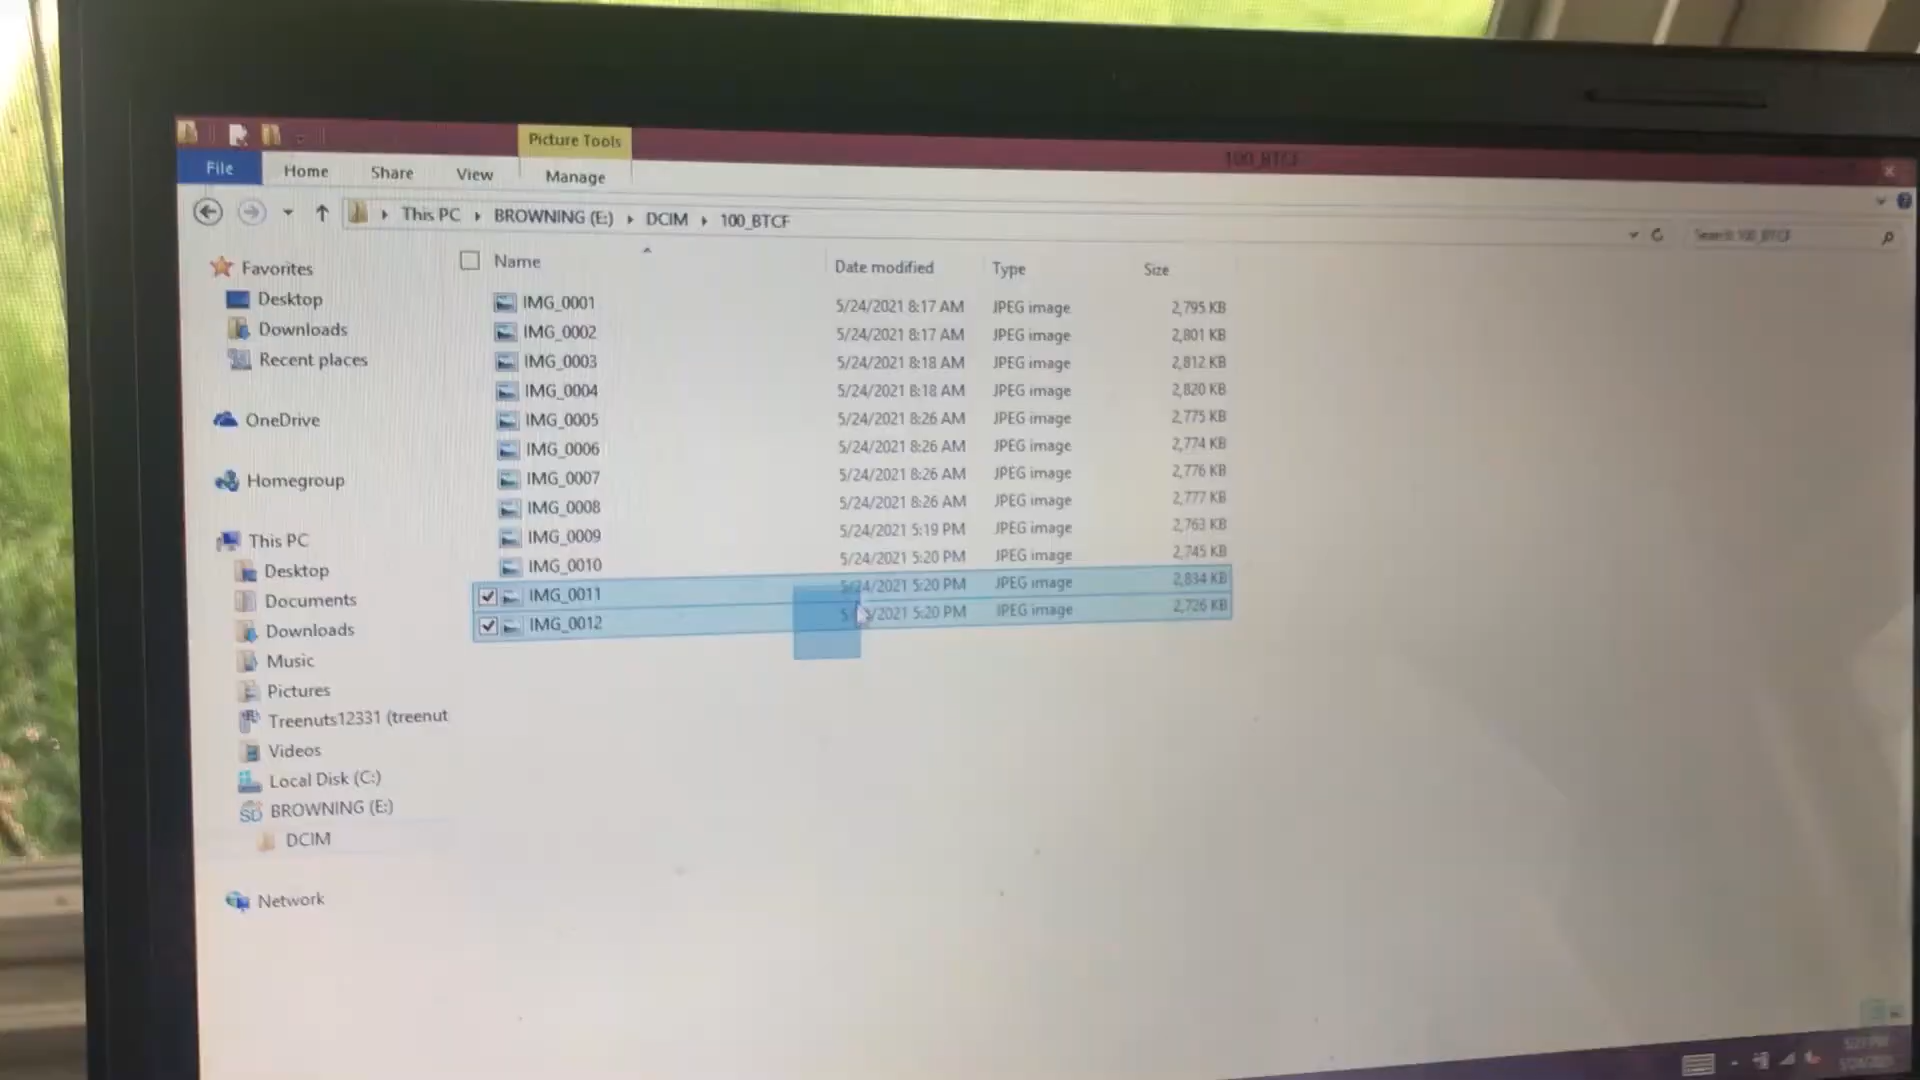 Picture Tools
100_BTCF
File Home Share View Manage
This PC BROWNING (E:) DCIM 100_BTCF
Search 100_BTCF
Name Date modified Type Size
IMG_0001 5/24/2021 8:17 AM JPEG image 2,795 KB
IMG_0002 5/24/2021 8:17 AM JPEG image 2,801 KB
IMG_0003 5/24/2021 8:18 AM JPEG image 2,812 KB
IMG_0004 5/24/2021 8:18 AM JPEG image 2,820 KB
IMG_0005 5/24/2021 8:26 AM JPEG image 2,775 KB
IMG_0006 5/24/2021 8:26 AM JPEG image 2,774 KB
IMG_0007 5/24/2021 8:26 AM JPEG image 2,776 KB
IMG_0008 5/24/2021 8:26 AM JPEG image 2,777 KB
IMG_0009 5/24/2021 5:19 PM JPEG image 2,763 KB
IMG_0010 5/24/2021 5:20 PM JPEG image 2,745 KB
IMG_0011 5/24/2021 5:20 PM JPEG image 2,834 KB
IMG_0012 5:20 PM JPEG image 2,726 KB
Favorites
Desktop
Downloads
Recent places
OneDrive
Homegroup
This PC
Desktop
Documents
Downloads
Music
Pictures
Treenuts12331 (treenut
Videos
Local Disk (C:)
SD BROWNING (E:)
DCIM
Network